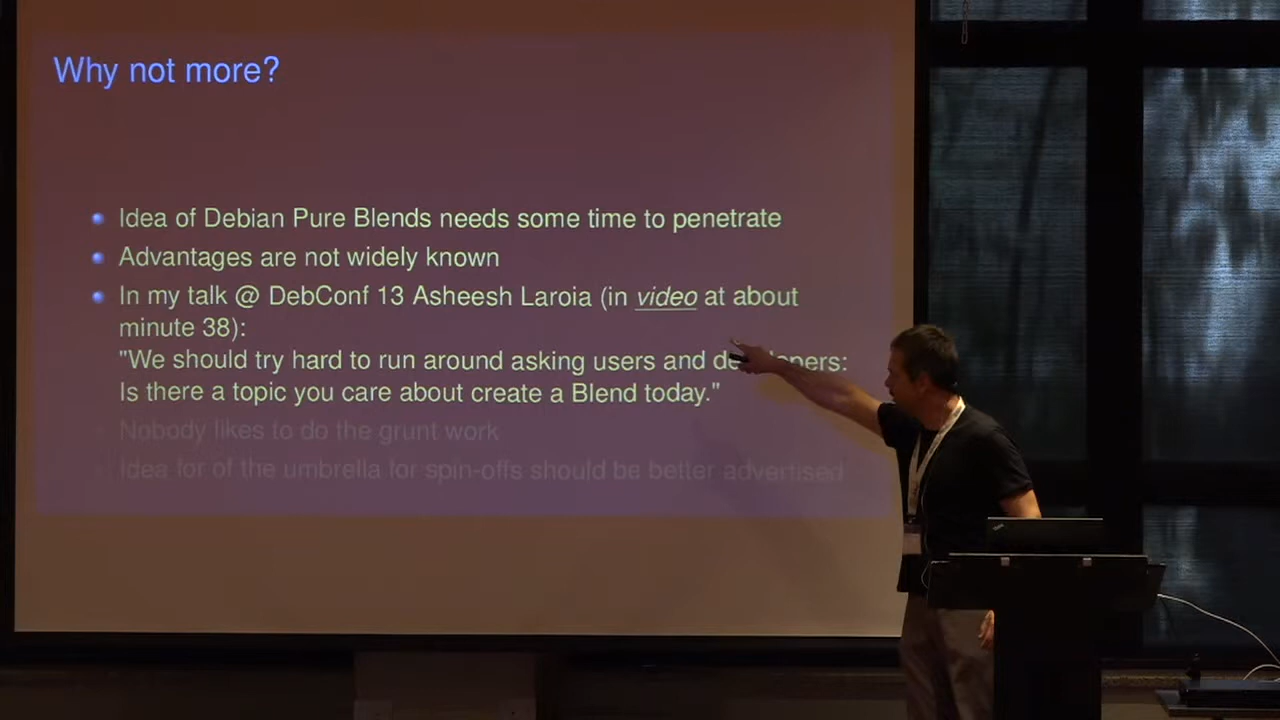 Why not more?
Idea of Debian Pure Blends needs some time to penetrate
Advantages are not widely known
In my talk @ DebConf 13 Asheesh Laroia (in video at about
minute 38):
"We should try hard to run around asking users and developers:
Is there a topic you care about create a Blend today."
Nobody likes to do the grunt work
Idea for of the umbrella for spin-offs should be better advertised